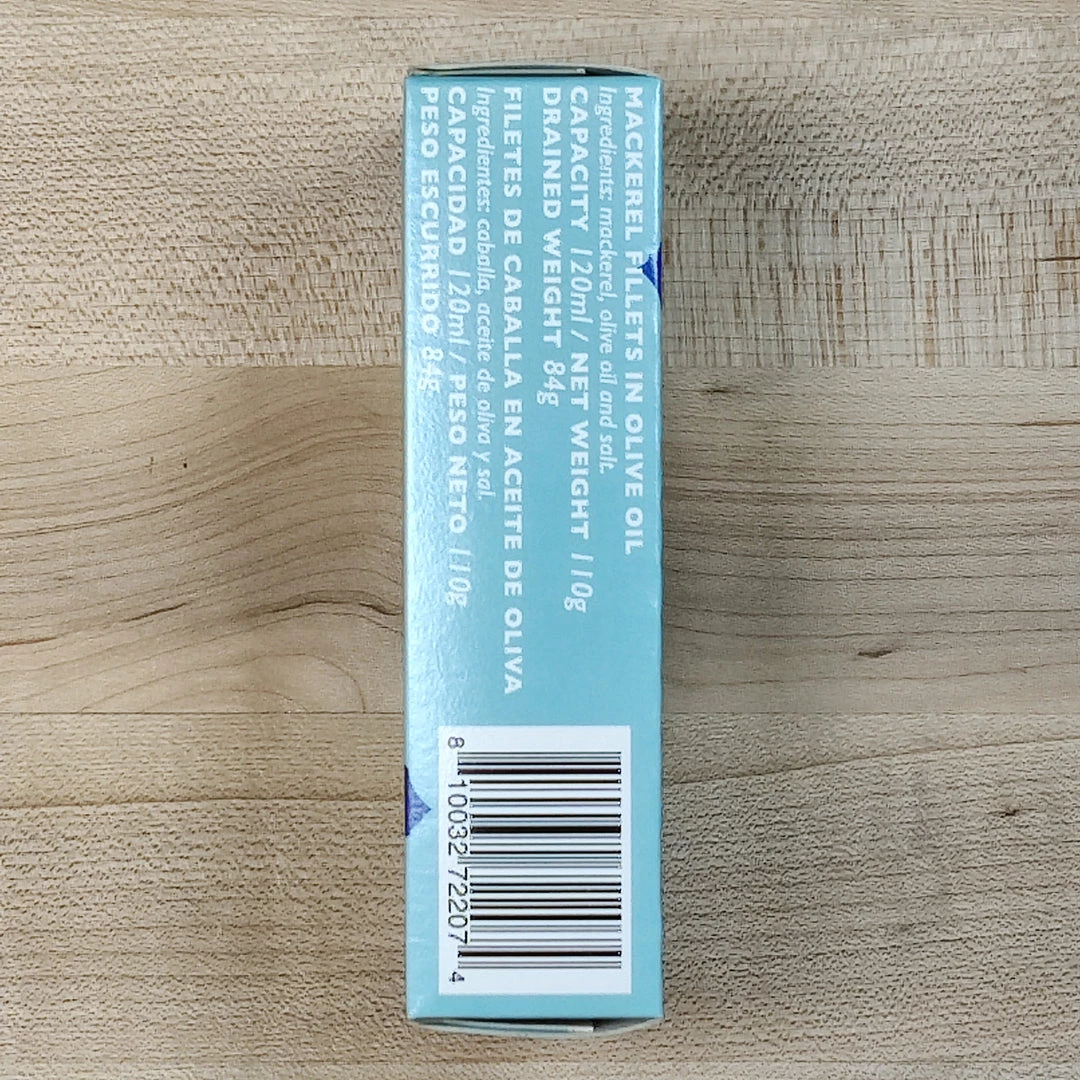 MACKEREL FILLETS IN OLIVE OIL
Ingredients: mackerel, olive oil and salt.
CAPACITY 120ml / NET WEIGHT 110g
DRAINED WEIGHT 84g
FILETES DE CABALLA EN ACEITE DE OLIVA
Ingredientes: caballa, aceite de oliva y sal.
CAPACIDAD 120ml / PESO NETO 110g
PESO ESCURRIDO 84g
8 10032 72207 4